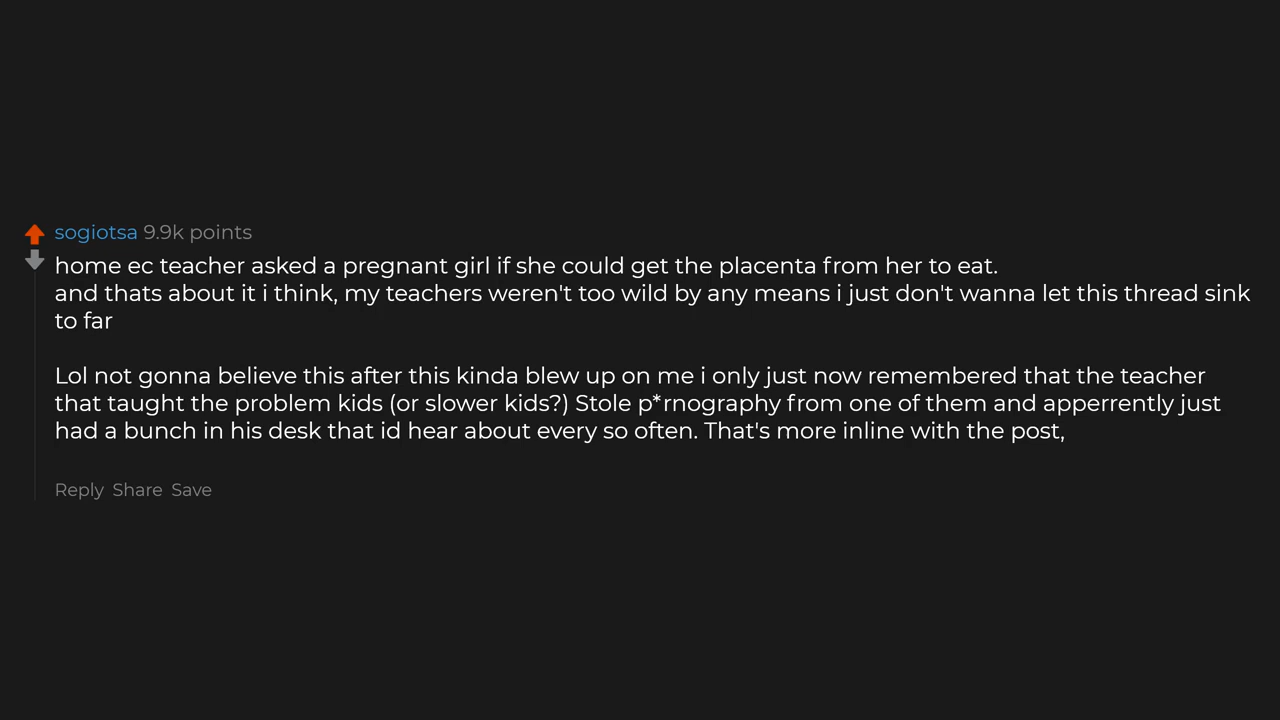 sogiotsa 9.9k points
home ec teacher asked a pregnant girl if she could get the placenta from her to eat.
and thats about it i think, my teachers weren't too wild by any means i just don't wanna let this thread sink
to far
Lol not gonna believe this after this kinda blew up on me i only just now remembered that the teacher
that taught the problem kids (or slower kids?) Stole p*rnography from one of them and apperrently just
had a bunch in his desk that id hear about every so often. That's more inline with the post,
Reply Share Save